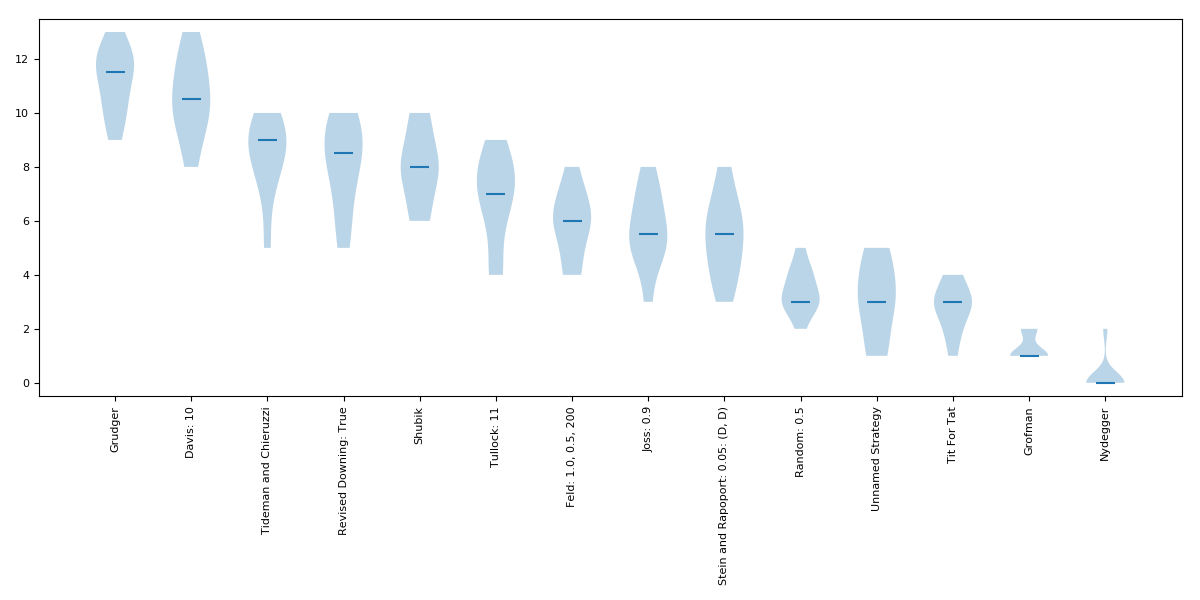 12
10
8
6
4
2
0
Grudger
Davis: 10
Tideman and Chieruzzi
Revised Downing: True
Shubik
Tullock: 11
Feld: 1.0, 0.5, 200
Joss: 0.9
Stein and Rapoport: 0.05: (D, D)
Random: 0.5
Unnamed Strategy
Tit For Tat
Grofman
Nydegger